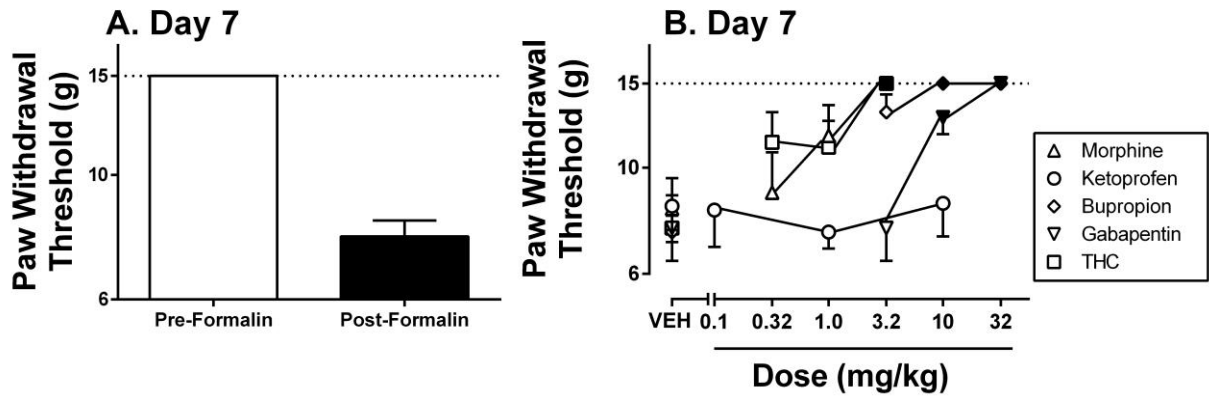 A. Day 7
Paw Withdrawal
Threshold (g)
15
10
6
Pre-Formalin
Post-Formalin
B. Day 7
Paw Withdrawal
Threshold (g)
15
10
6
VEH 0.1 0.32 1.0 3.2 10 32
Dose (mg/kg)
Morphine
Ketoprofen
Bupropion
Gabapentin
THC